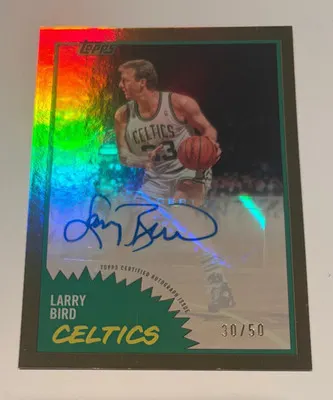 Topps
CELTICS
33
Larry Bird
TOPPS CERTIFIED AUTOGRAPH ISSUE
LARRY
BIRD
CELTICS
30/50